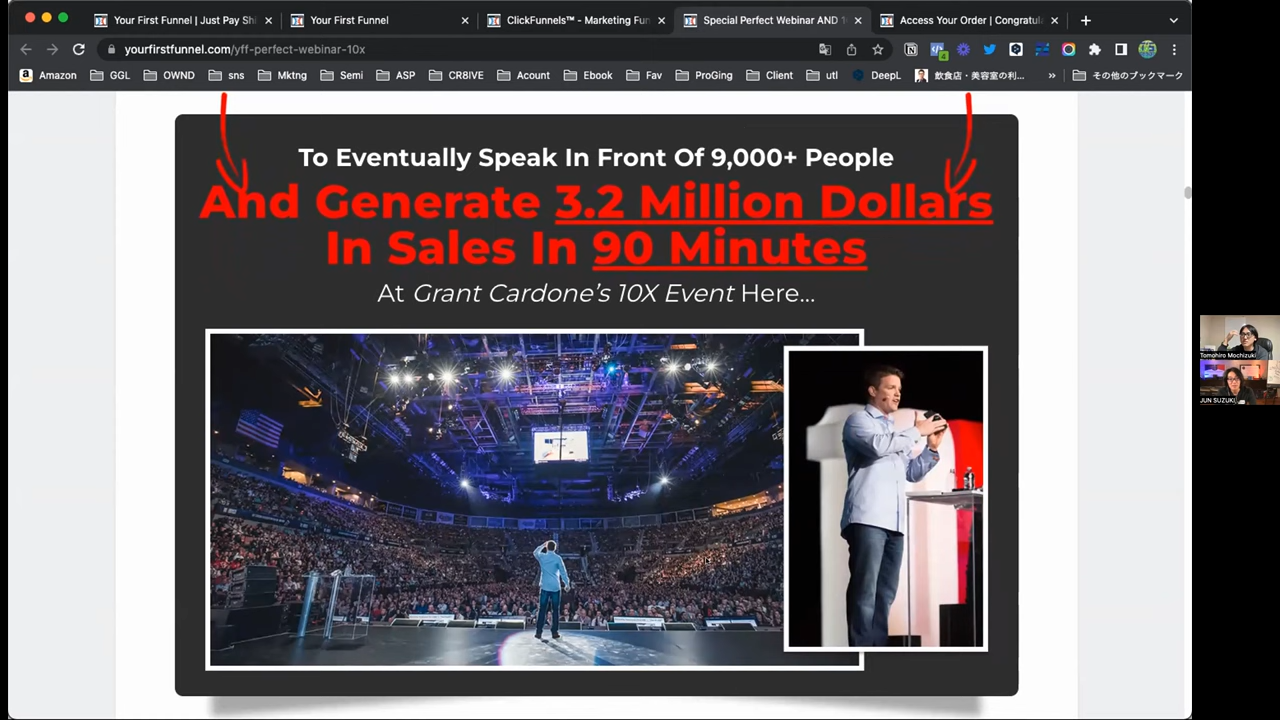 Your First Funnel | Just Pay Shi
Your First Funnel
ClickFunnels™ - Marketing Fun
Special Perfect Webinar AND 1
Access Your Order | Congratul
yourfirstfunnel.com/yff-perfect-webinar-10x
Amazon GGL OWND sns Mktng Semi ASP CR8IVE Acount Ebook Fav ProGing Client utl DeepL 飲食店・美容室の利... » その他のブックマーク
To Eventually Speak In Front Of 9,000+ People
And Generate 3.2 Million Dollars
In Sales In 90 Minutes
At Grant Cardone's 10X Event Here...
Tomohiro Mochizuki
JUN SUZUKI